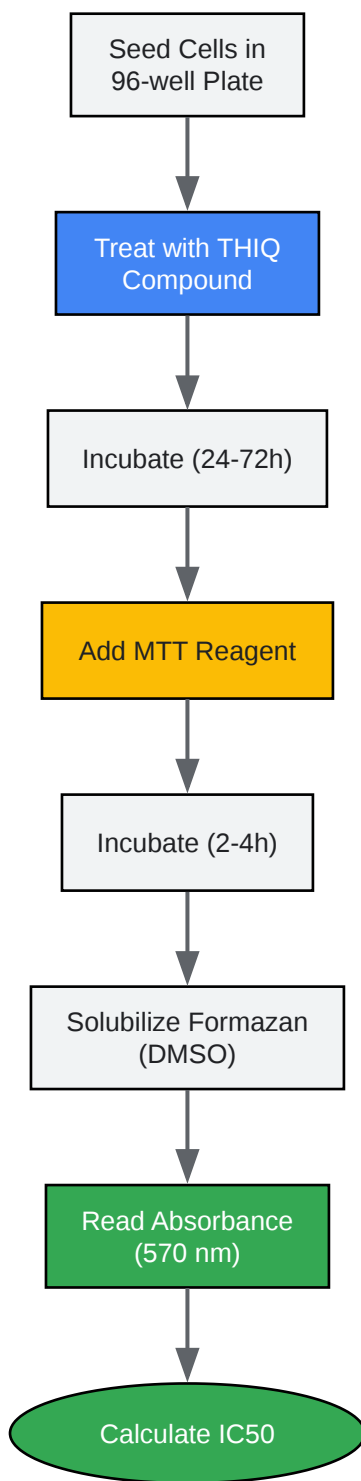 Seed Cells in
96-well Plate
Treat with THIQ
Compound
Incubate (24-72h)
Add MTT Reagent
Incubate (2-4h)
Solubilize Formazan
(DMSO)
Read Absorbance
(570 nm)
Calculate IC50